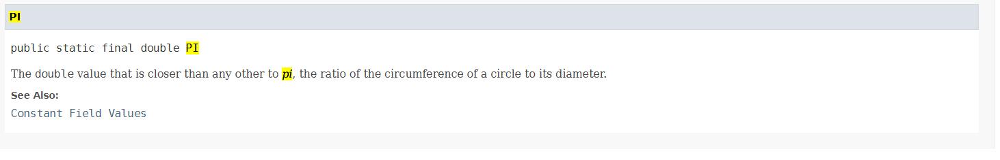 PI
public static final double PI
The double value that is closer than any other to pi, the ratio of the circumference of a circle to its diameter.
See Also:
Constant Field Values